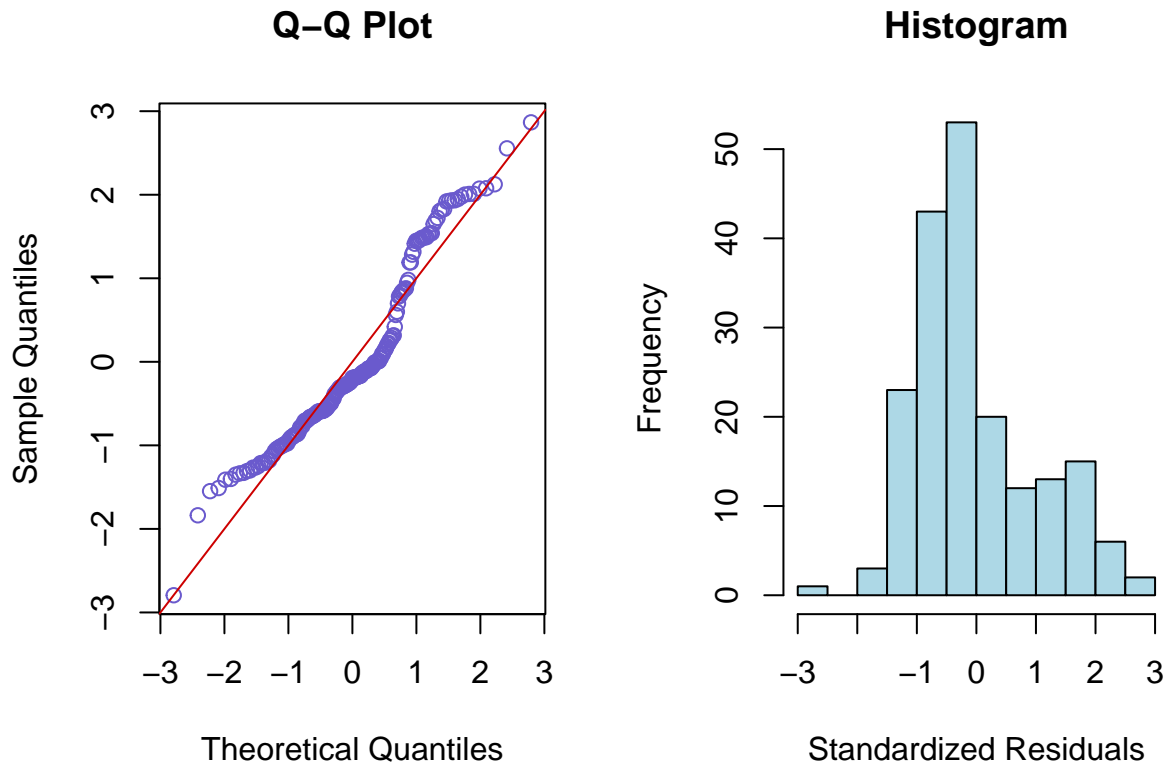 Q−Q Plot
3
2
1
0
−1
−2
−3
−3 −2 −1 0 1 2 3
Sample Quantiles
Theoretical Quantiles
Histogram
50
40
30
20
10
0
−3 −1 0 1 2 3
Frequency
Standardized Residuals